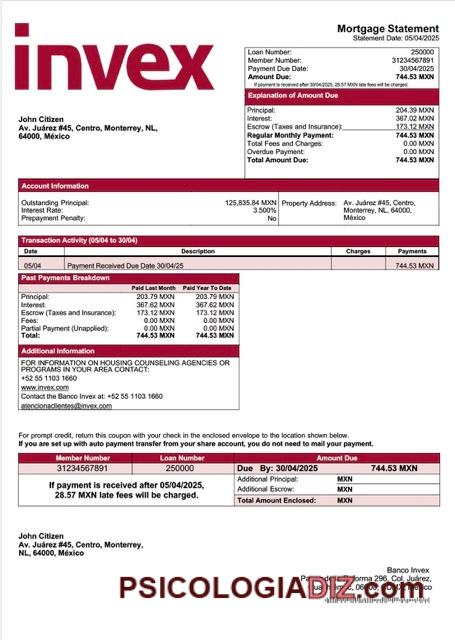 invex
Mortgage Statement
Statement Date: 05/04/2025
Loan Number: 250000
Member Number: 31234567891
Payment Due Date: 30/04/2025
Amount Due: 744.53 MXN
If payment is received after 30/04/2025, 28.57 MXN late fees will be charged.
Explanation of Amount Due
Principal: 204.39 MXN
Interest: 367.02 MXN
Escrow (Taxes and Insurance): 173.12 MXN
Regular Monthly Payment: 744.53 MXN
Total Fees and Charges: 0.00 MXN
Overdue Payment: 0.00 MXN
Total Amount Due: 744.53 MXN
John Citizen
Av. Juárez #45, Centro, Monterrey, NL,
64000, México
Account Information
Outstanding Principal: 125,835.84 MXN
Interest Rate: 3.500%
Prepayment Penalty: No
Property Address: Av. Juárez #45, Centro,
Monterrey, NL, 64000,
México
Transaction Activity (05/04 to 30/04)
Date Description Charges Payments
05/04 Payment Received Due Date 30/04/25 744.53 MXN
Past Payments Breakdown
Paid Last Month Paid Year To Date
Principal: 203.79 MXN 203.79 MXN
Interest: 367.62 MXN 367.62 MXN
Escrow (Taxes and Insurance): 173.12 MXN 173.12 MXN
Fees: 0.00 MXN 0.00 MXN
Partial Payment (Unapplied): 0.00 MXN 0.00 MXN
Total: 744.53 MXN 744.53 MXN
Additional Information
FOR INFORMATION ON HOUSING COUNSELING AGENCIES OR
PROGRAMS IN YOUR AREA CONTACT:
+52 55 1103 1660
www.invex.com
Contact the Banco Invex at: +52 55 1103 1660
atencionaclientes@invex.com
For prompt credit, return this coupon with your check in the enclosed envelope to the location shown below.
If you are set up with auto payment transfer from your share account, you do not need to mail your payment.
Member Number Loan Number Amount Due
31234567891 250000 Due By: 30/04/2025 744.53 MXN
If payment is received after 05/04/2025,
28.57 MXN late fees will be charged.
Additional Principal: MXN
Additional Escrow: MXN
Total Amount Enclosed: MXN
John Citizen
Av. Juárez #45, Centro, Monterrey,
NL, 64000, México
Banco Invex
296, Col. Juárez,
PSICOLOGIADIZ.com